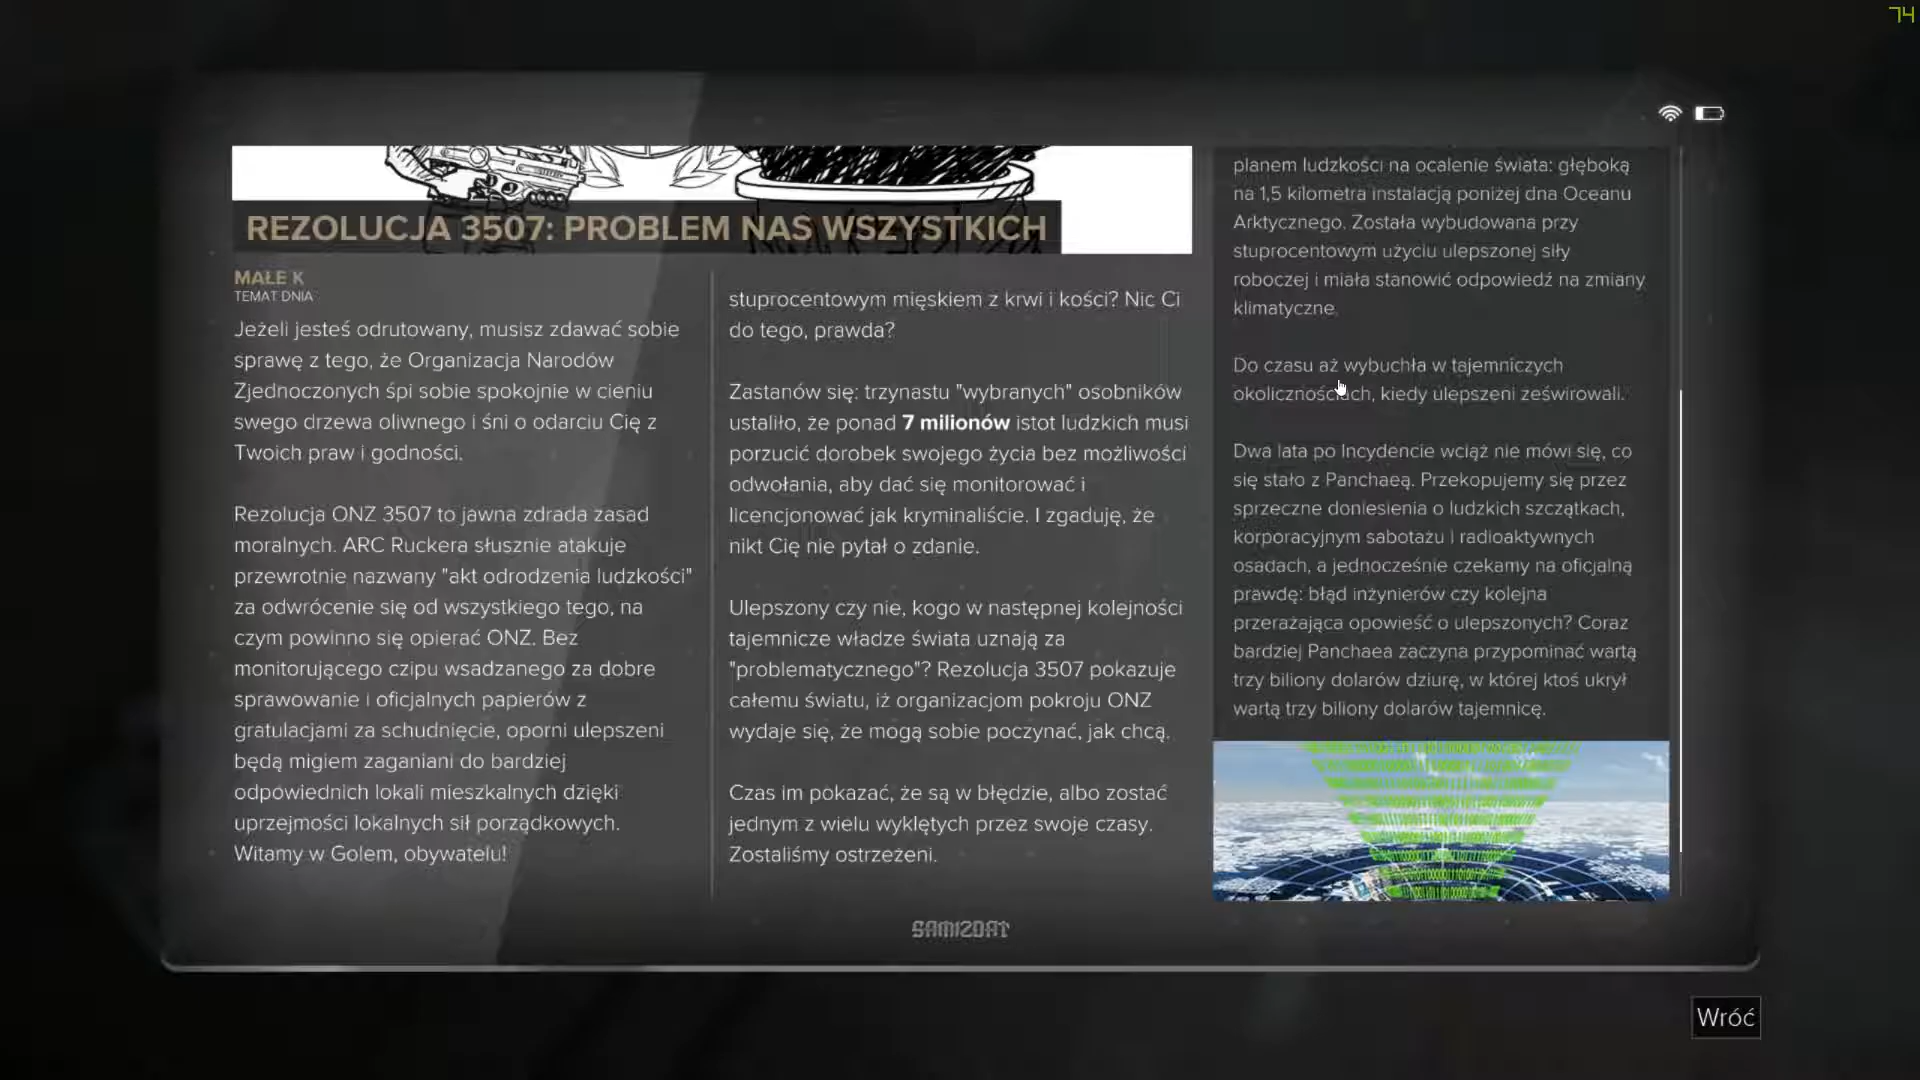 74
REZOLUCJA 3507: PROBLEM NAS WSZYSTKICH
MAŁE K
TEMAT DNIA
Jeżeli jesteś odrutowany, musisz zdawać sobie
sprawę z tego, że Organizacja Narodów
Zjednoczonych śpi sobie spokojnie w cieniu
swego drzewa oliwnego i śni o odarciu Cię z
Twoich praw i godności.
Rezolucja ONZ 3507 to jawna zdrada zasad
moralnych. ARC Ruckera słusznie atakuje
przewrotnie nazwany "akt odrodzenia ludzkości"
za odwrócenie się od wszystkiego tego, na
czym powinno się opierać ONZ. Bez
monitorującego czipu wsadzanego za dobre
sprawowanie i oficjalnych papierów z
gratulacjami za schudnięcie, oporni ulepszeni
będą migiem zaganiani do bardziej
odpowiednich lokali mieszkalnych dzięki
uprzejmości lokalnych sił porządkowych.
Witamy w Golem, obywatelu!
stuprocentowym mięskiem z krwi i kości? Nic Ci
do tego, prawda?
Zastanów się: trzynastu "wybranych" osobników
ustaliło, że ponad 7 milionów istot ludzkich musi
porzucić dorobek swojego życia bez możliwości
odwołania, aby dać się monitorować i
licencjonować jak kryminaliście. I zgaduję, że
nikt Cię nie pytał o zdanie.
Ulepszony czy nie, kogo w następnej kolejności
tajemnicze władze świata uznają za
"problematycznego"? Rezolucja 3507 pokazuje
całemu światu, iż organizacjom pokroju ONZ
wydaje się, że mogą sobie poczynać, jak chcą.
Czas im pokazać, że są w błędzie, albo zostać
jednym z wielu wyklętych przez swoje czasy.
Zostaliśmy ostrzeżeni.
planem ludzkości na ocalenie świata: głęboką
na 1,5 kilometra instalacją poniżej dna Oceanu
Arktycznego. Została wybudowana przy
stuprocentowym użyciu ulepszonej siły
roboczej i miała stanowić odpowiedź na zmiany
klimatyczne.
Do czasu aż wybuchła w tajemniczych
okolicznościach, kiedy ulepszeni ześwirowali.
Dwa lata po Incydencie wciąż nie mówi się, co
się stało z Panchaeą. Przekopujemy się przez
sprzeczne doniesienia o ludzkich szczątkach,
korporacyjnym sabotażu i radioaktywnych
osadach, a jednocześnie czekamy na oficjalną
prawdę: błąd inżynierów czy kolejna
przerażająca opowieść o ulepszonych? Coraz
bardziej Panchaea zaczyna przypominać wartą
trzy biliony dolarów dziurę, w której ktoś ukrył
wartą trzy biliony dolarów tajemnicę.
SAMIZDAT
Wróć